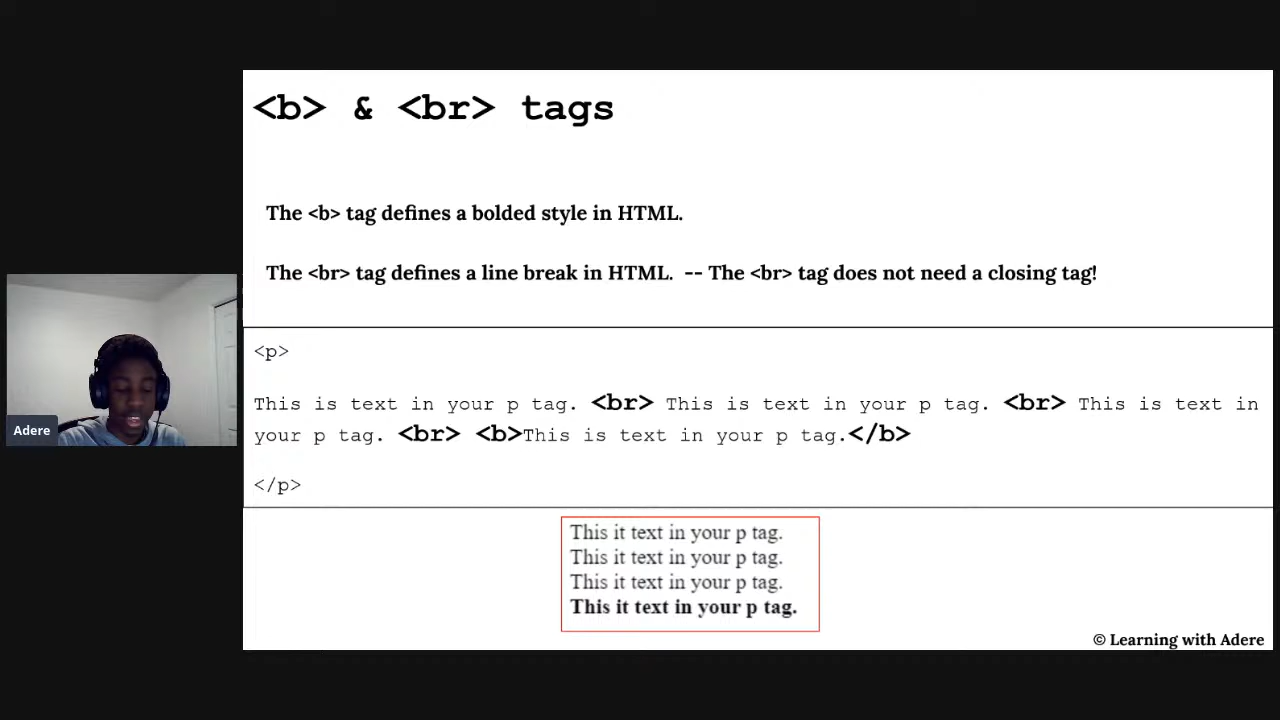 <b> & <br> tags
The <b> tag defines a bolded style in HTML.
The <br> tag defines a line break in HTML.  -- The <br> tag does not need a closing tag!
<p>
This is text in your p tag. <br> This is text in your p tag. <br> This is text in
your p tag. <br> <b>This is text in your p tag.</b>
</p>
Adere
This it text in your p tag.
This it text in your p tag.
This it text in your p tag.
This it text in your p tag.
© Learning with Adere